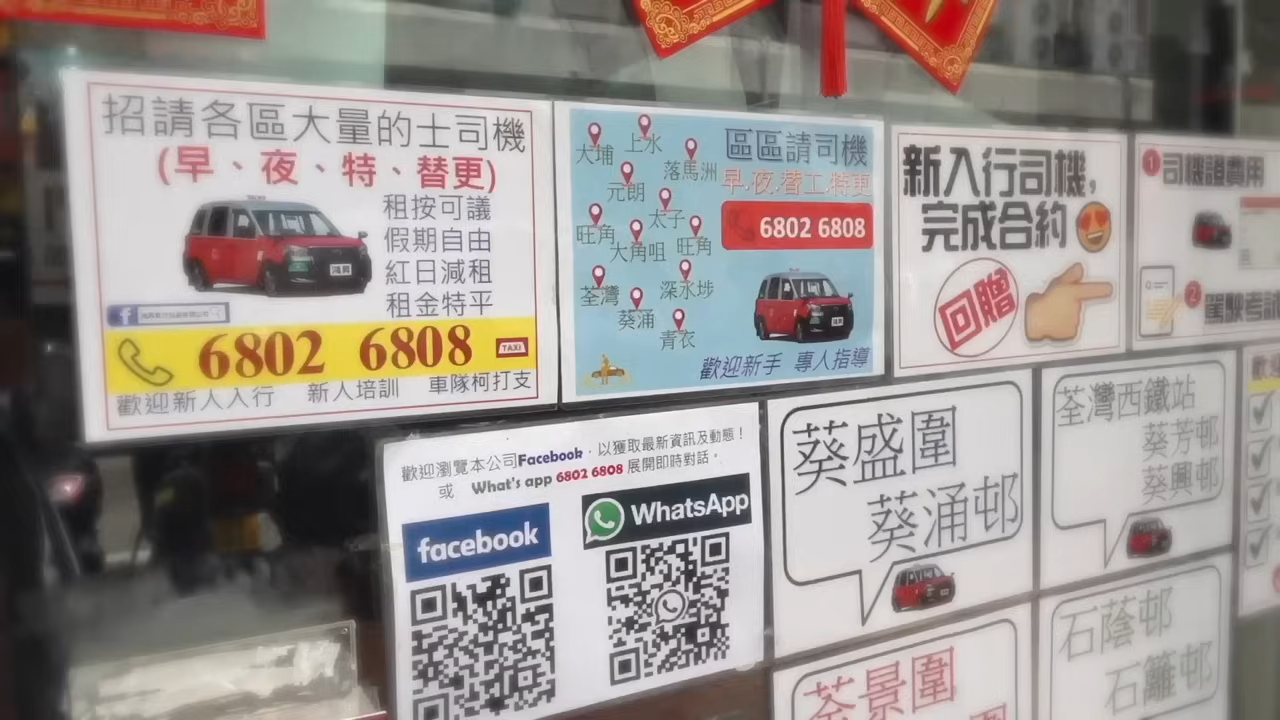 招請各區大量的士司機
(早、夜、特、替更)
租按可議
假期自由
紅日減租
租金特平
6802 6808
TAXI
歡迎新人入行 新人培訓 車隊柯打支
大埔
上水
落馬洲
元朗
太子
旺角
大角咀
旺角
荃灣
深水埗
葵涌
青衣
區區請司機
早.夜.替工.特更
6802 6808
歡迎新手 專人指導
新入行司機,
完成合約
回贈
1 司機證費用
2
歡迎瀏覽本公司Facebook,以獲取最新資訊及動態!
或 What's app 6802 6808 展開即時對話。
facebook
WhatsApp
葵盛圍
葵涌邨
荃灣西鐵站
葵芳邨
葵興邨
荃景圍
石蔭邨
石籬邨